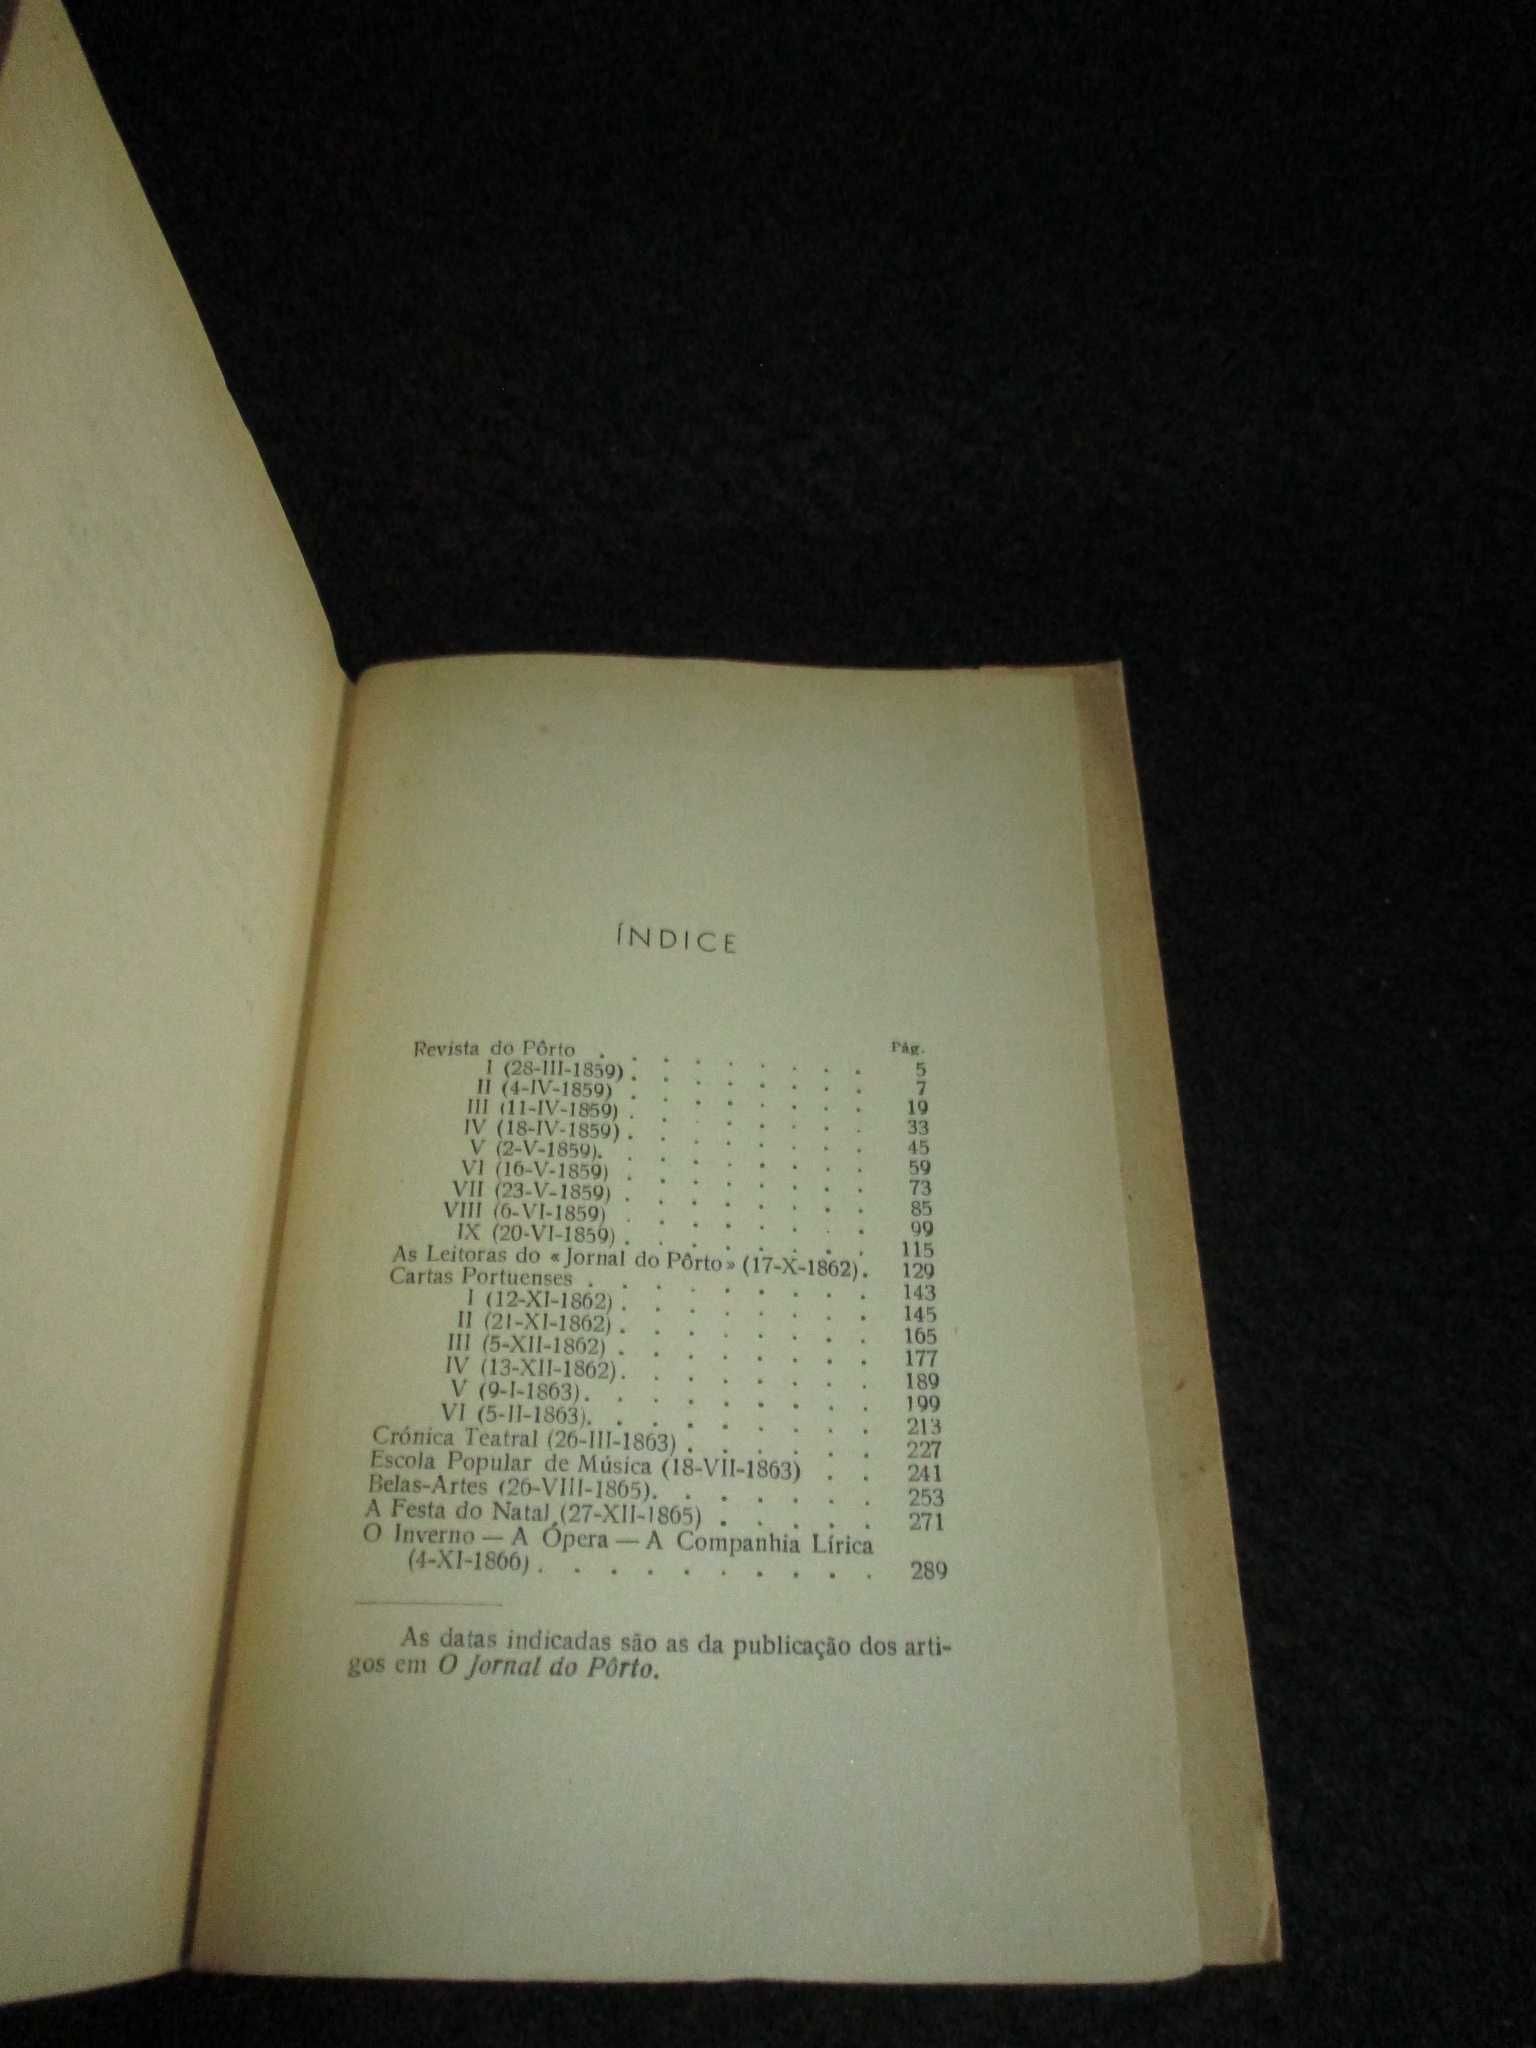 ÍNDICE
Pág.
Revista do Pôrto . . . . . . . . . 5
I (28-III-1859) . . . . . . . . 7
II (4-IV-1859) . . . . . . . . 19
III (11-IV-1859) . . . . . . . . 33
IV (18-IV-1859) . . . . . . . . 45
V (2-V-1859). . . . . . . . . 59
VI (16-V-1859) . . . . . . . . 73
VII (23-V-1859) . . . . . . . . 85
VIII (6-VI-1859) . . . . . . . . 99
IX (20-VI-1859) . . . . . . . . 115
As Leitoras do «Jornal do Pôrto» (17-X-1862) . 129
Cartas Portuenses . . . . . . . . . 143
I (12-XI-1862) . . . . . . . . 145
II (21-XI-1862) . . . . . . . . 165
III (5-XII-1862) . . . . . . . . 177
IV (13-XII-1862) . . . . . . . . 189
V (9-I-1863) . . . . . . . . . 199
VI (5-II-1863). . . . . . . . . 213
Crónica Teatral (26-III-1863) . . . . . . 227
Escola Popular de Música (18-VII-1863) . . 241
Belas-Artes (26-VIII-1865). . . . . . . 253
A Festa do Natal (27-XII-1865) . . . . . 271
O Inverno — A Ópera — A Companhia Lírica
(4-XI-1866) . . . . . . . . . . 289
As datas indicadas são as da publicação dos arti-
gos em O Jornal do Pôrto.